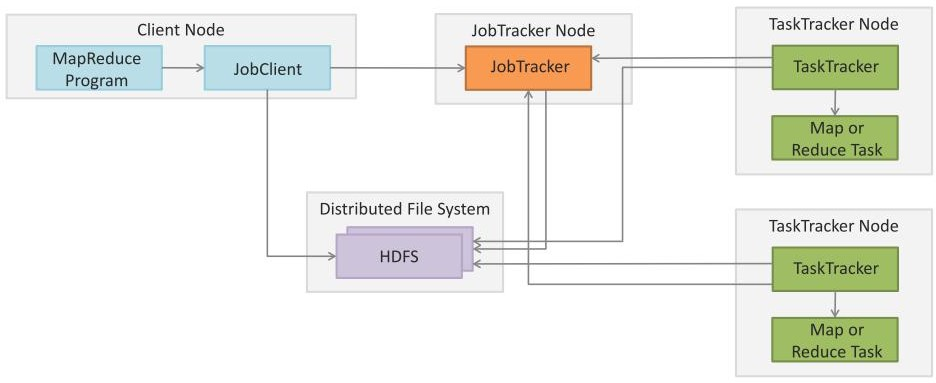 Client Node
MapReduce
Program
JobClient
JobTracker Node
JobTracker
TaskTracker Node
TaskTracker
Map or
Reduce Task
Distributed File System
HDFS
TaskTracker Node
TaskTracker
Map or
Reduce Task